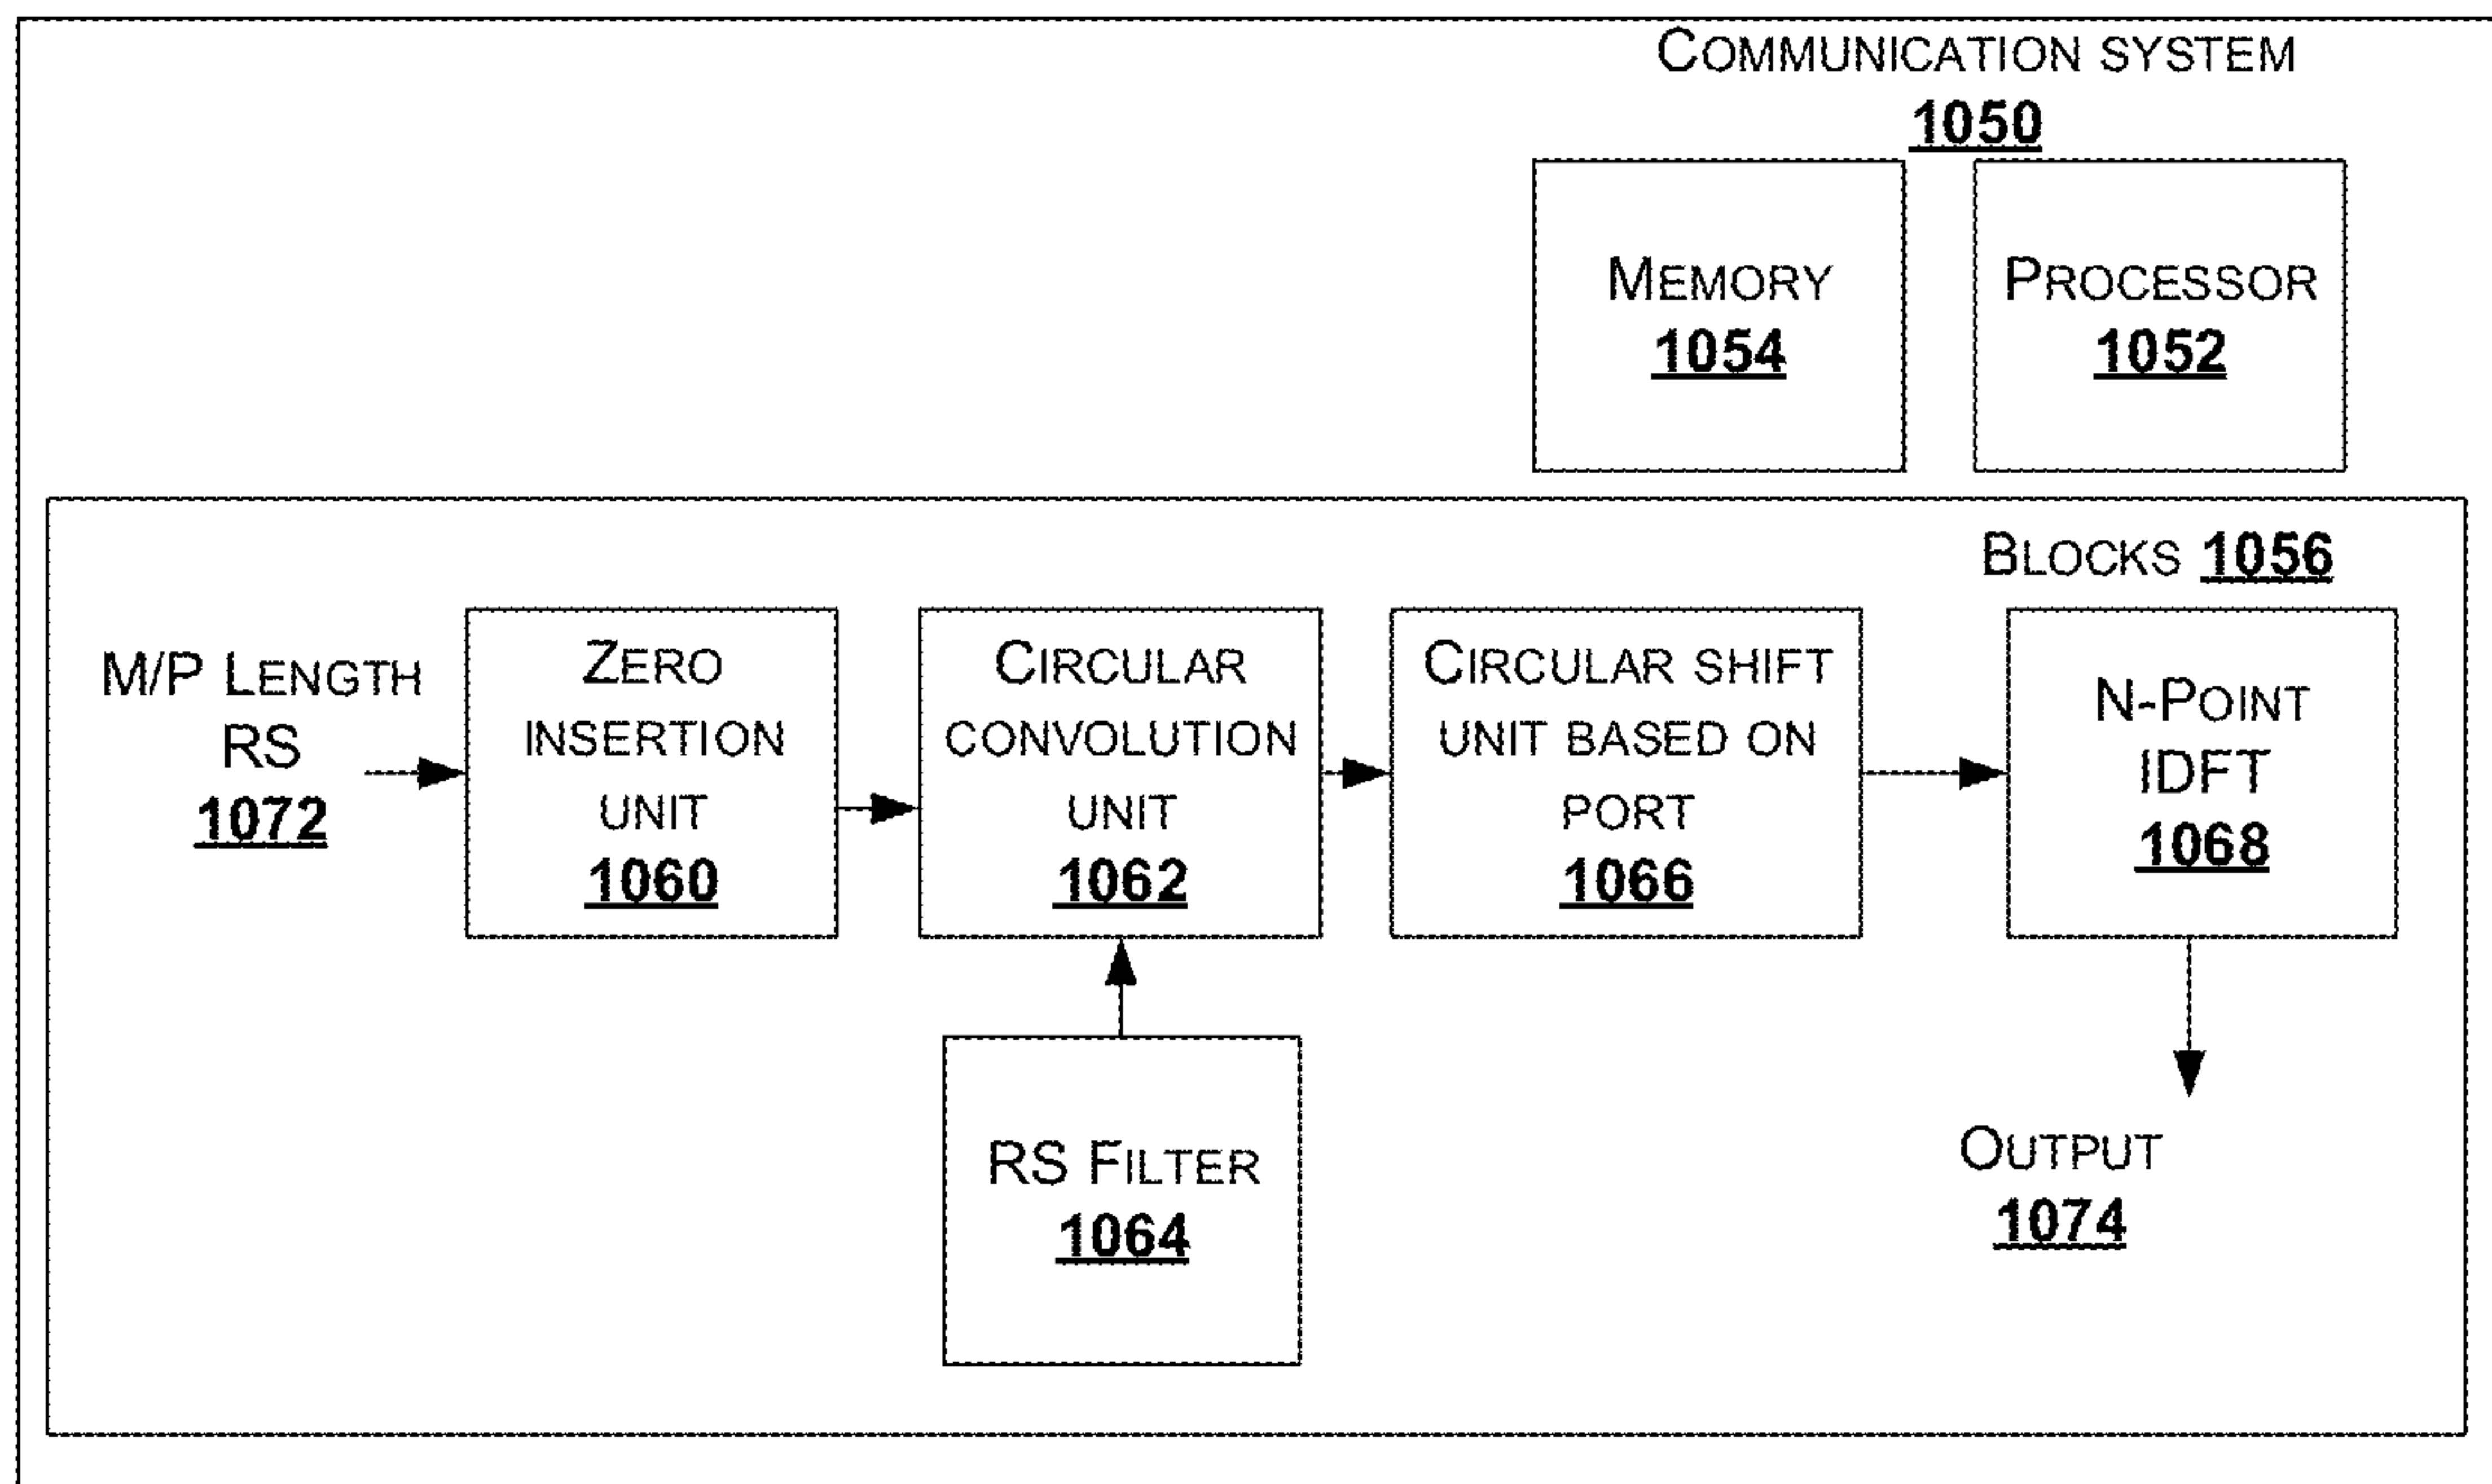 COMMUNICATION SYSTEM
1050
MEMORY
1054
PROCESSOR
1052
BLOCKS 1056
M/P LENGTH
RS
1072
ZERO
INSERTION
UNIT
1060
CIRCULAR
CONVOLUTION
UNIT
1062
CIRCULAR SHIFT
UNIT BASED ON
PORT
1066
N-POINT
IDFT
1068
RS FILTER
1064
OUTPUT
1074